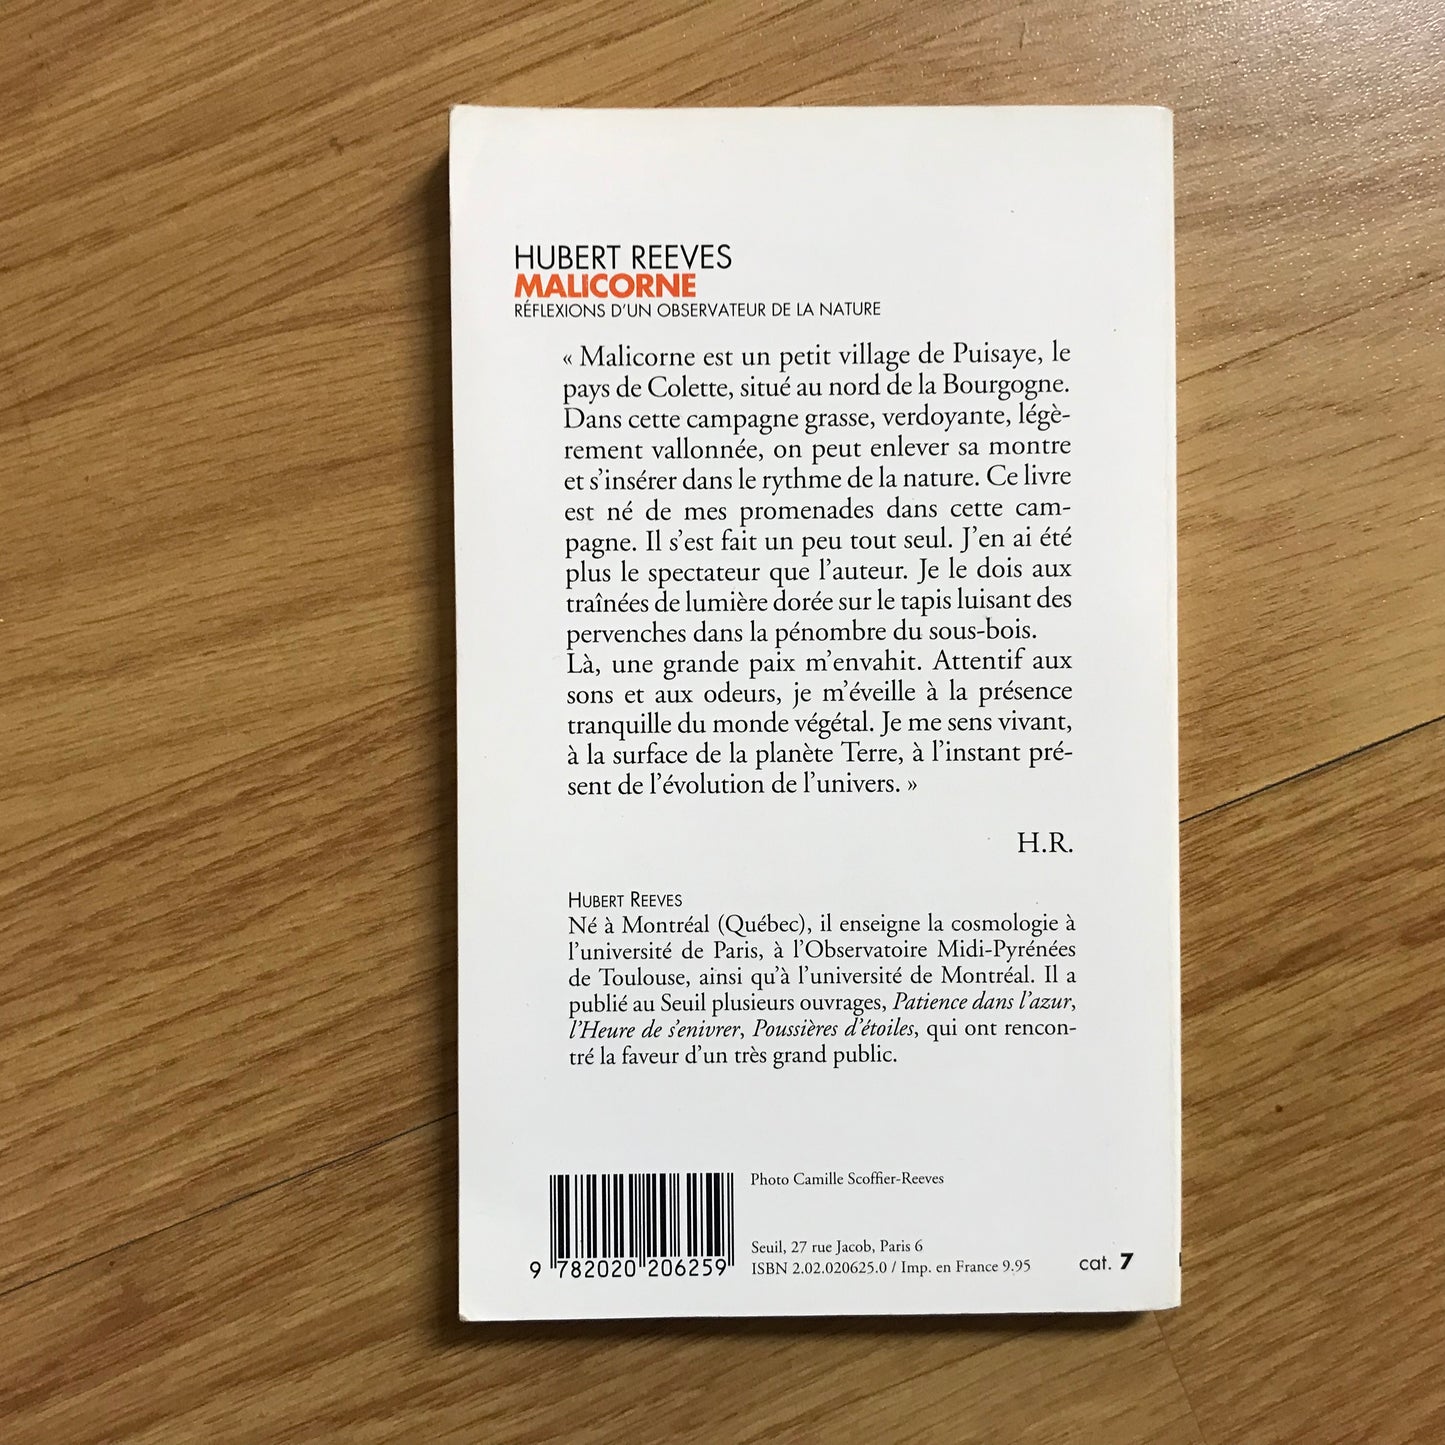 HUBERT REEVES
MALICORNE
RÉFLEXIONS D'UN OBSERVATEUR DE LA NATURE
« Malicorne est un petit village de Puisaye, le
pays de Colette, situé au nord de la Bourgogne.
Dans cette campagne grasse, verdoyante, légè-
rement vallonnée, on peut enlever sa montre
et s'insérer dans le rythme de la nature. Ce livre
est né de mes promenades dans cette cam-
pagne. Il s'est fait un peu tout seul. J'en ai été
plus le spectateur que l'auteur. Je le dois aux
traînées de lumière dorée sur le tapis luisant des
pervenches dans la pénombre du sous-bois.
Là, une grande paix m'envahit. Attentif aux
sons et aux odeurs, je m'éveille à la présence
tranquille du monde végétal. Je me sens vivant,
à la surface de la planète Terre, à l'instant pré-
sent de l'évolution de l'univers. »
H.R.
HUBERT REEVES
Né à Montréal (Québec), il enseigne la cosmologie à
l'université de Paris, à l'Observatoire Midi-Pyrénées
de Toulouse, ainsi qu'à l'université de Montréal. Il a
publié au Seuil plusieurs ouvrages, Patience dans l'azur,
l'Heure de s'enivrer, Poussières d'étoiles, qui ont rencon-
tré la faveur d'un très grand public.
Photo Camille Scoffier-Reeves
Seuil, 27 rue Jacob, Paris 6
ISBN 2.02.020625.0 / Imp. en France 9.95
cat. 7
9 782020 206259